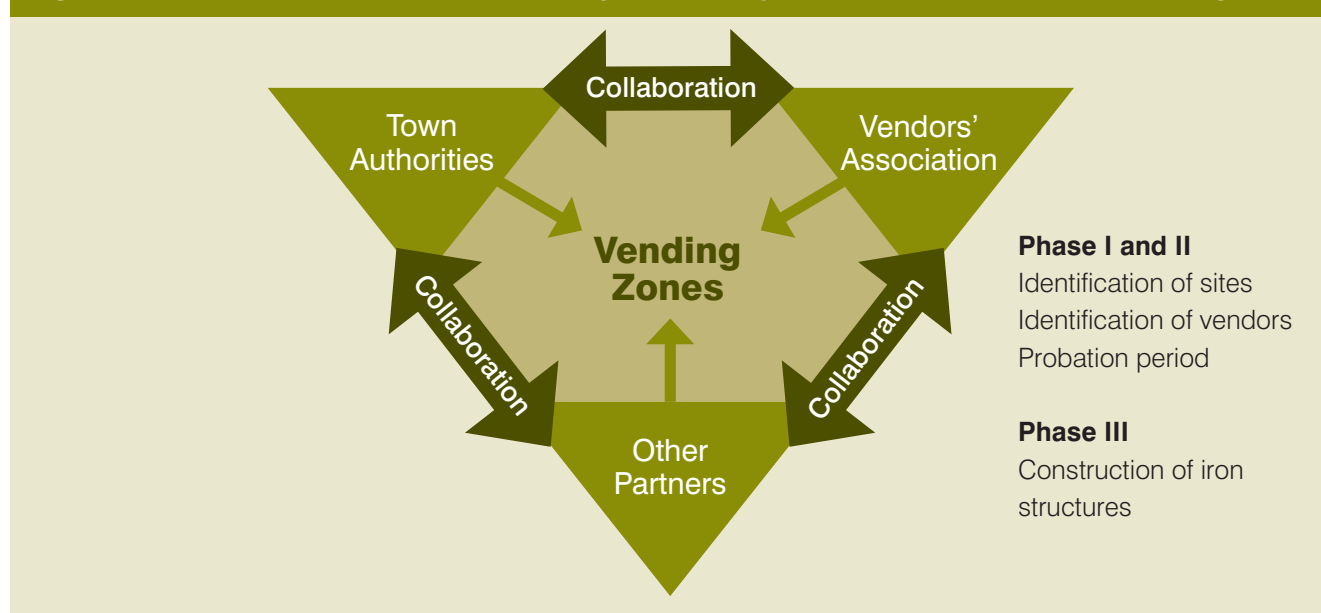 Collaboration
Town
Authorities
Vendors’
Association
Vending
Zones
Collaboration
Collaboration
Other
Partners
Phase I and II
Identification of sites
Identification of vendors
Probation period
Phase III
Construction of iron
structures